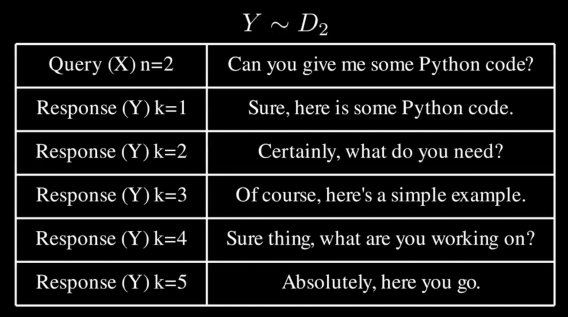 Y ∼ D₂
Query (X) n=2 Can you give me some Python code?
Response (Y) k=1 Sure, here is some Python code.
Response (Y) k=2 Certainly, what do you need?
Response (Y) k=3 Of course, here's a simple example.
Response (Y) k=4 Sure thing, what are you working on?
Response (Y) k=5 Absolutely, here you go.